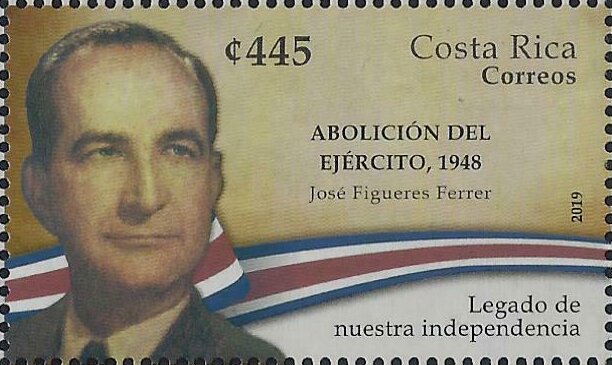 ₡445
Costa Rica
Correos
ABOLICIÓN DEL
EJÉRCITO, 1948
José Figueres Ferrer
2019
Legado de
nuestra independencia